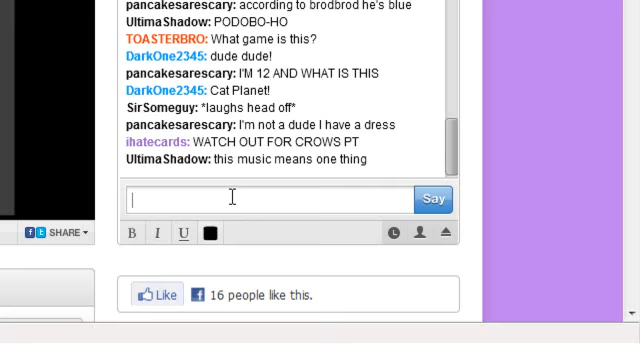 pancakesarescary: according to brodbrod he's blue
UltimaShadow: PODOBO-HO
TOASTERBRO: What game is this?
DarkOne2345: dude dude!
pancakesarescary: I'M 12 AND WHAT IS THIS
DarkOne2345: Cat Planet!
SirSomeguy: *laughs head off*
pancakesarescary: I'm not a dude I have a dress
ihatecards: WATCH OUT FOR CROWS PT
UltimaShadow: this music means one thing
Say
SHARE
B I U
Like 16 people like this.